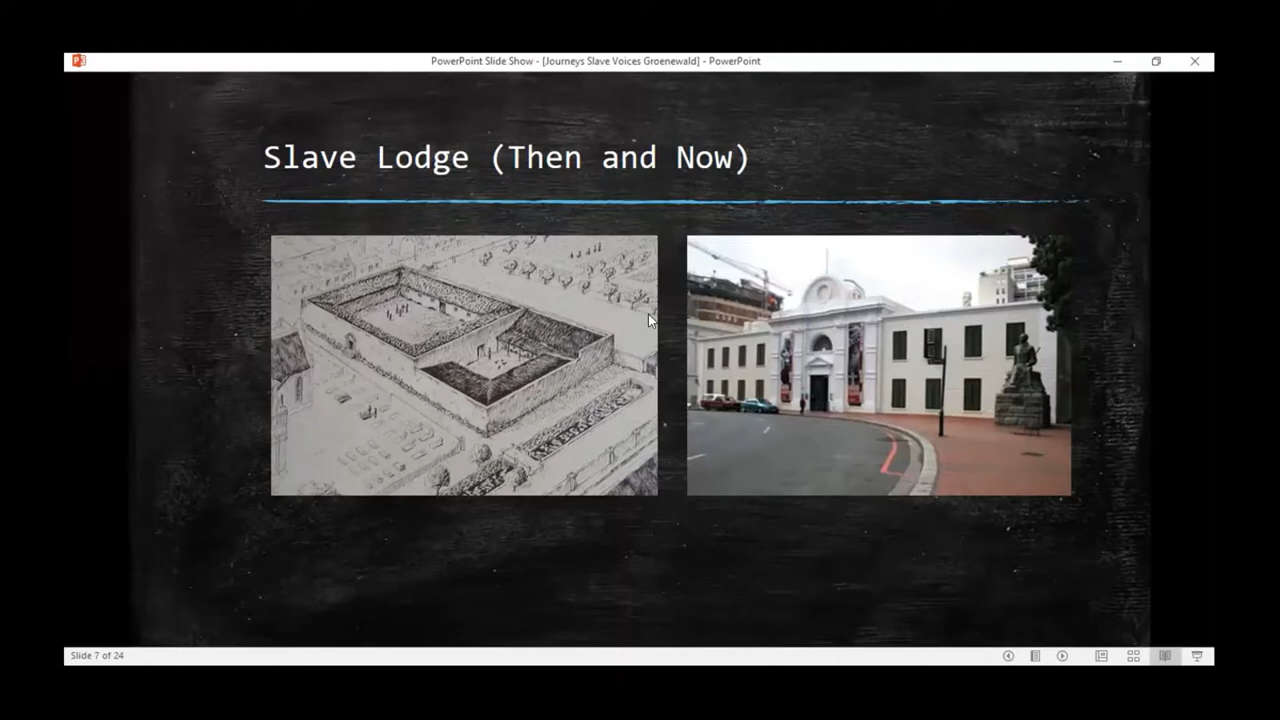 PowerPoint Slide Show - [Journeys Slave Voices Groenewald] - PowerPoint
Slave Lodge (Then and Now)
Slide 7 of 24